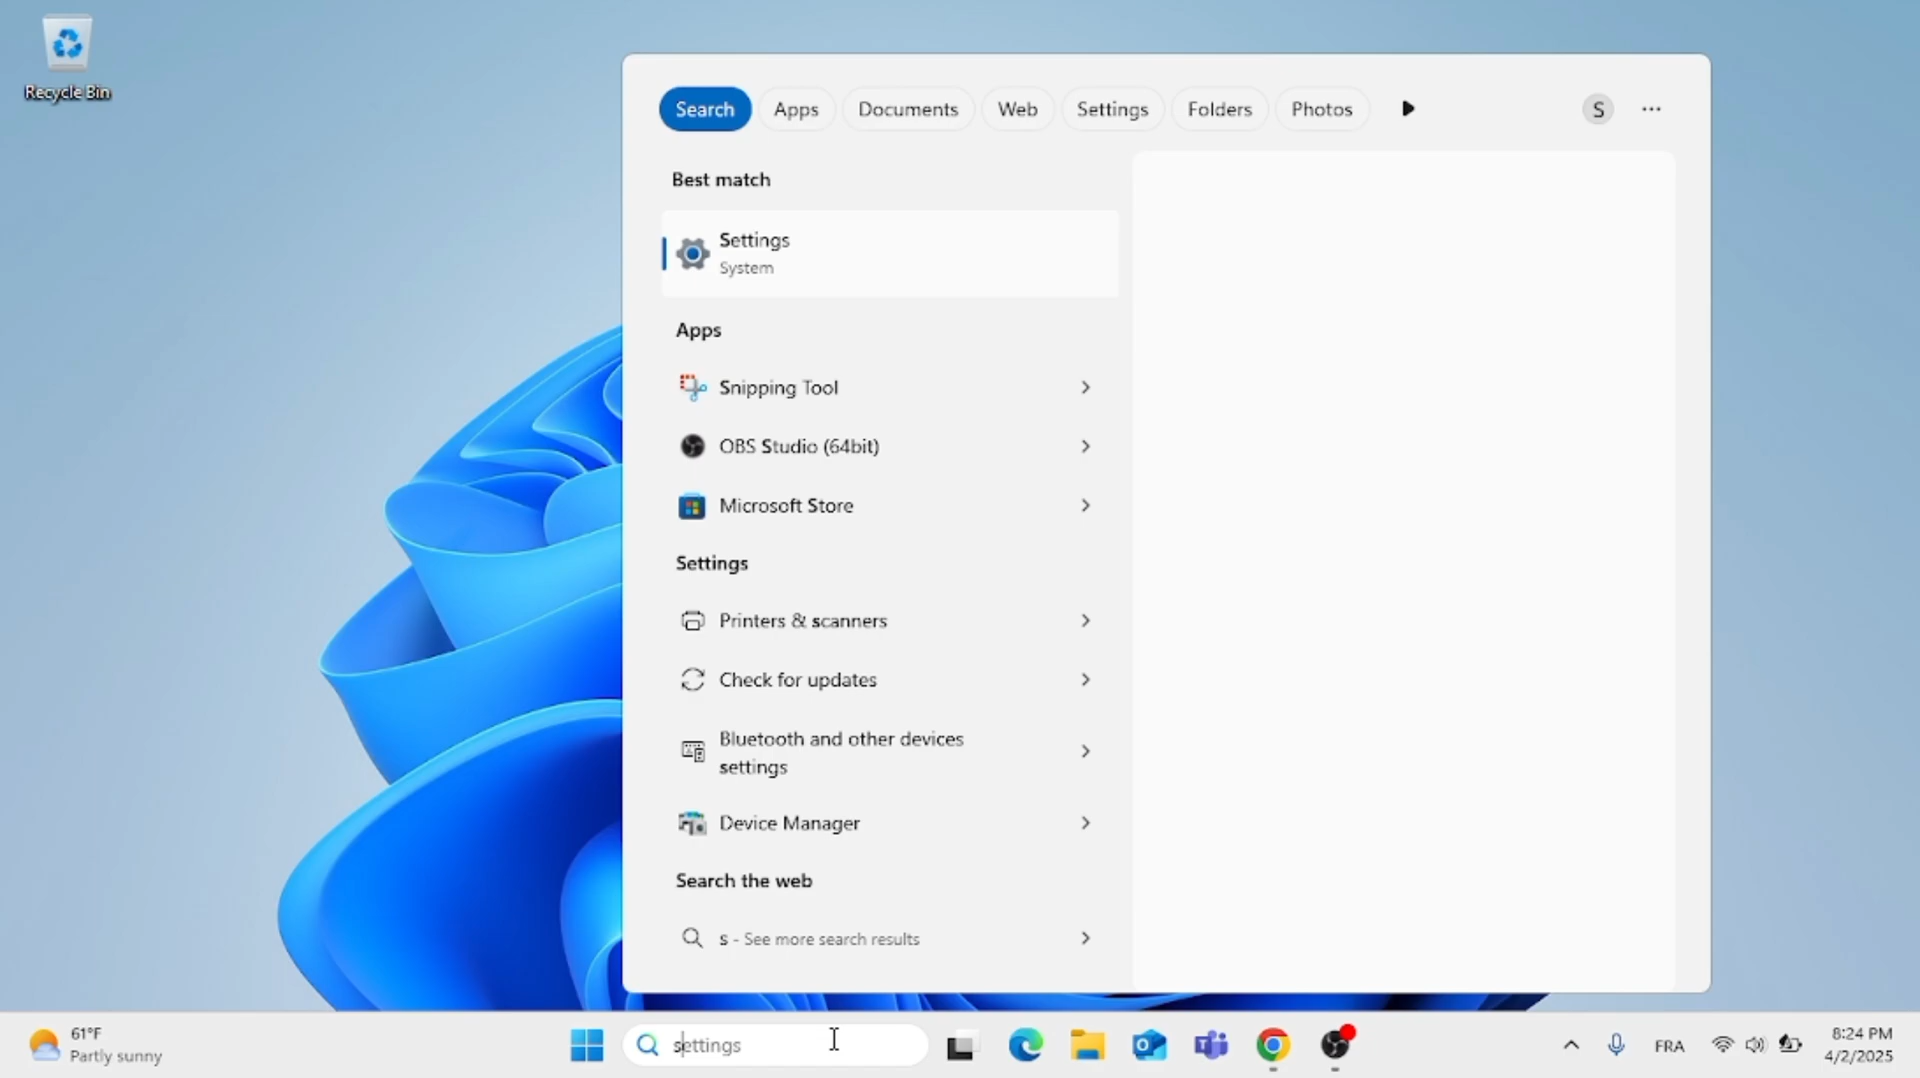 Recycle Bin
Search
Apps
Documents
Web
Settings
Folders
Photos
S
Best match
Settings
System
Apps
Snipping Tool
OBS Studio (64bit)
Microsoft Store
Settings
Printers & scanners
Check for updates
Bluetooth and other devices
settings
Device Manager
Search the web
s - See more search results
61°F
Partly sunny
settings
FRA
8:24 PM
4/2/2025